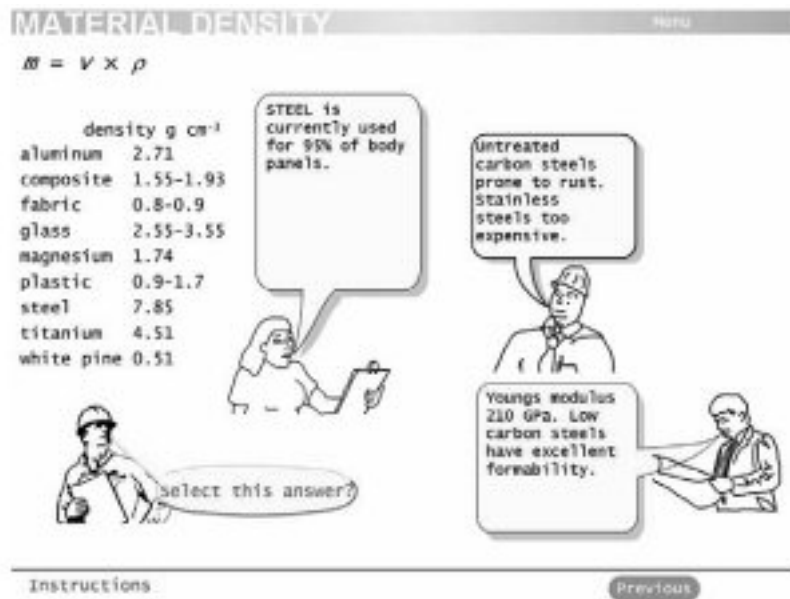 MATERIAL DENSITY
Menu
m = V × ρ
density g cm⁻³
aluminum 2.71
composite 1.55-1.93
fabric 0.8-0.9
glass 2.55-3.55
magnesium 1.74
plastic 0.9-1.7
steel 7.85
titanium 4.51
white pine 0.51
STEEL is
currently used
for 95% of body
panels.
Untreated
carbon steels
prone to rust.
Stainless
steels too
expensive.
Youngs modulus
210 GPa. Low
carbon steels
have excellent
formability.
Select this answer?
Instructions
Previous